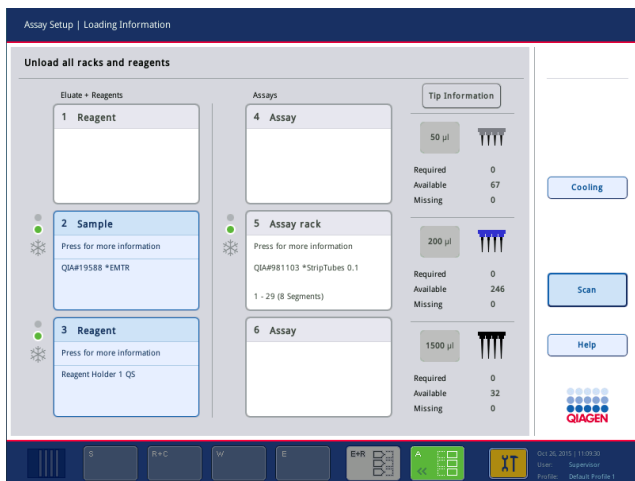 Assay Setup | Loading Information
Unload all racks and reagents
Eluate + Reagents
Assays
Tip Information
1 Reagent
4 Assay
50 µl
Required 0
Available 67
Missing 0
Cooling
2 Sample
Press for more information
QIA#19588 *EMTR
5 Assay rack
Press for more information
QIA#981103 *StripTubes 0.1
1 - 29 (8 Segments)
200 µl
Required 0
Available 246
Missing 0
Scan
3 Reagent
Press for more information
Reagent Holder 1 QS
6 Assay
1500 µl
Required 0
Available 32
Missing 0
Help
QIAGEN
S
R+C
W
E
E+R
A
Oct 26, 2015 | 11:09:30
User: Supervisor
Profile: Default Profile 1